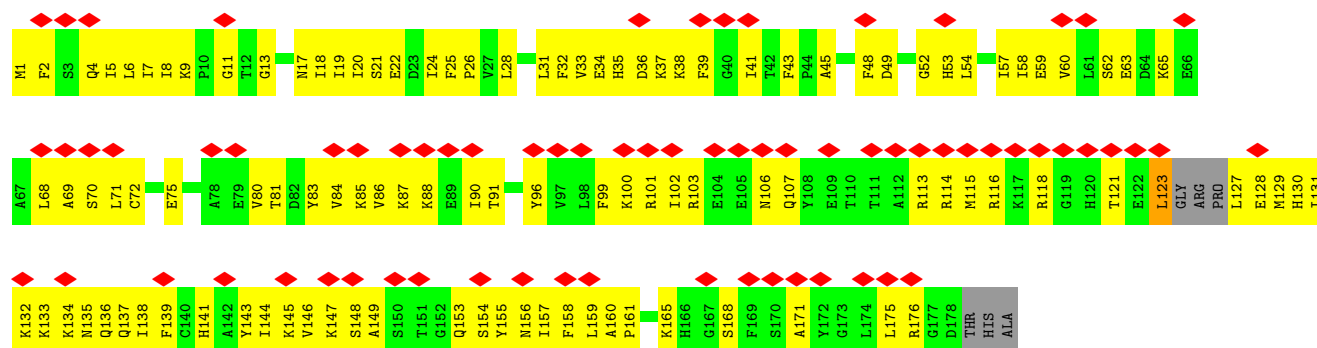 M1 F2 S3 Q4 I5 L6 I7 I8 K9 P10 G11 T12 G13 N17 I18 I19 I20 S21 E22 D23 I24 F25 P26 V27 L28 L31 F32 V33 E34 H35 D36 K37 K38 F39 G40 I41 T42 F43 P44 A45 F48 D49 G52 H53 L54 I57 I58 E59 V60 L61 S62 E63 D64 K65 E66
A67 L68 A69 S70 L71 C72 E75 A78 E79 V80 T81 D82 Y83 V84 K85 V86 K87 K88 E89 I90 T91 Y96 V97 L98 F99 K100 R101 I102 R103 E104 E105 N106 Q107 Y108 E109 T110 T111 A112 R113 R114 M115 R116 K117 R118 G119 H120 T121 E122 L123 GLY ARG PRO L127 E128 M129 H130 I131
K132 K133 K134 N135 Q136 Q137 I138 F139 C140 H141 A142 Y143 I144 K145 V146 K147 S148 A149 S150 T151 G152 Q153 S154 Y155 N156 I157 F158 L159 A160 P161 K165 H166 G167 S168 F169 S170 A171 Y172 G173 L174 L175 R176 G177 D178 THR HIS ALA